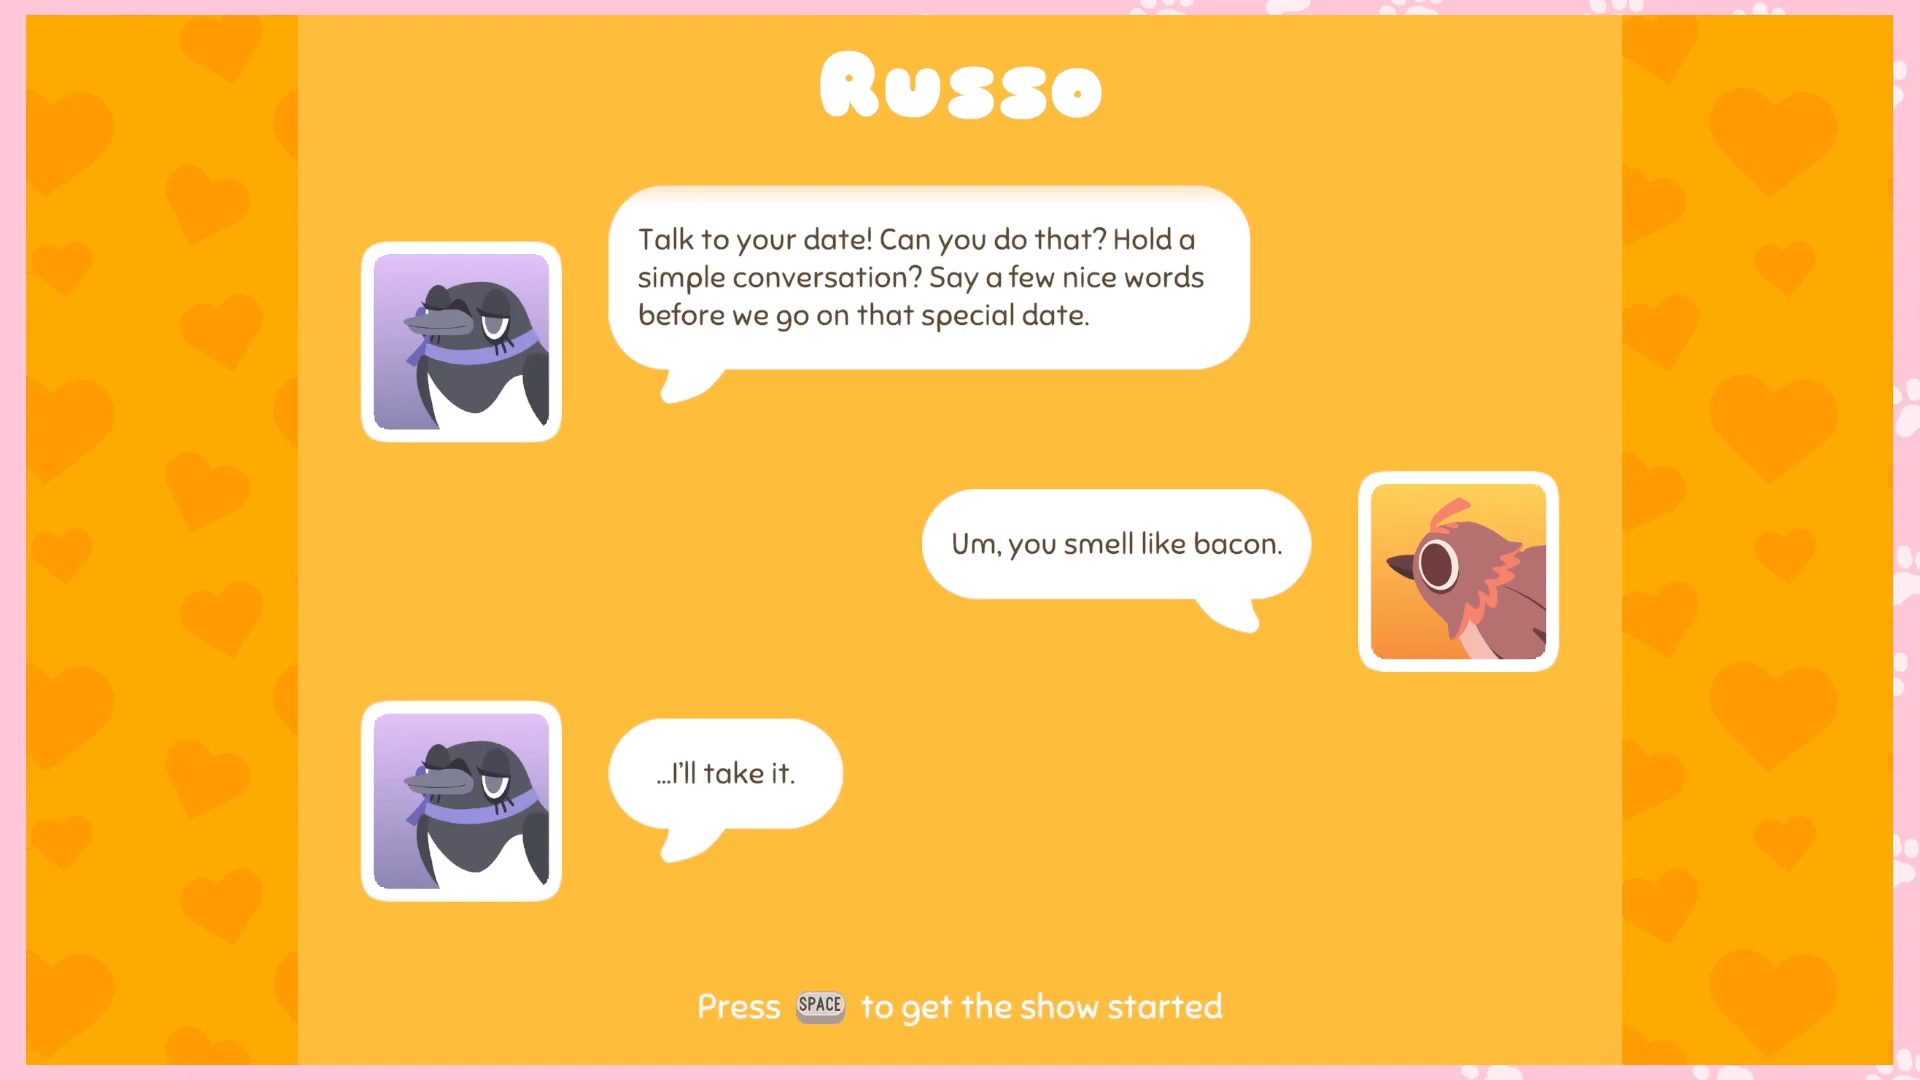 Russo
Talk to your date! Can you do that? Hold a
simple conversation? Say a few nice words
before we go on that special date.
Um, you smell like bacon.
...I'll take it.
Press SPACE to get the show started